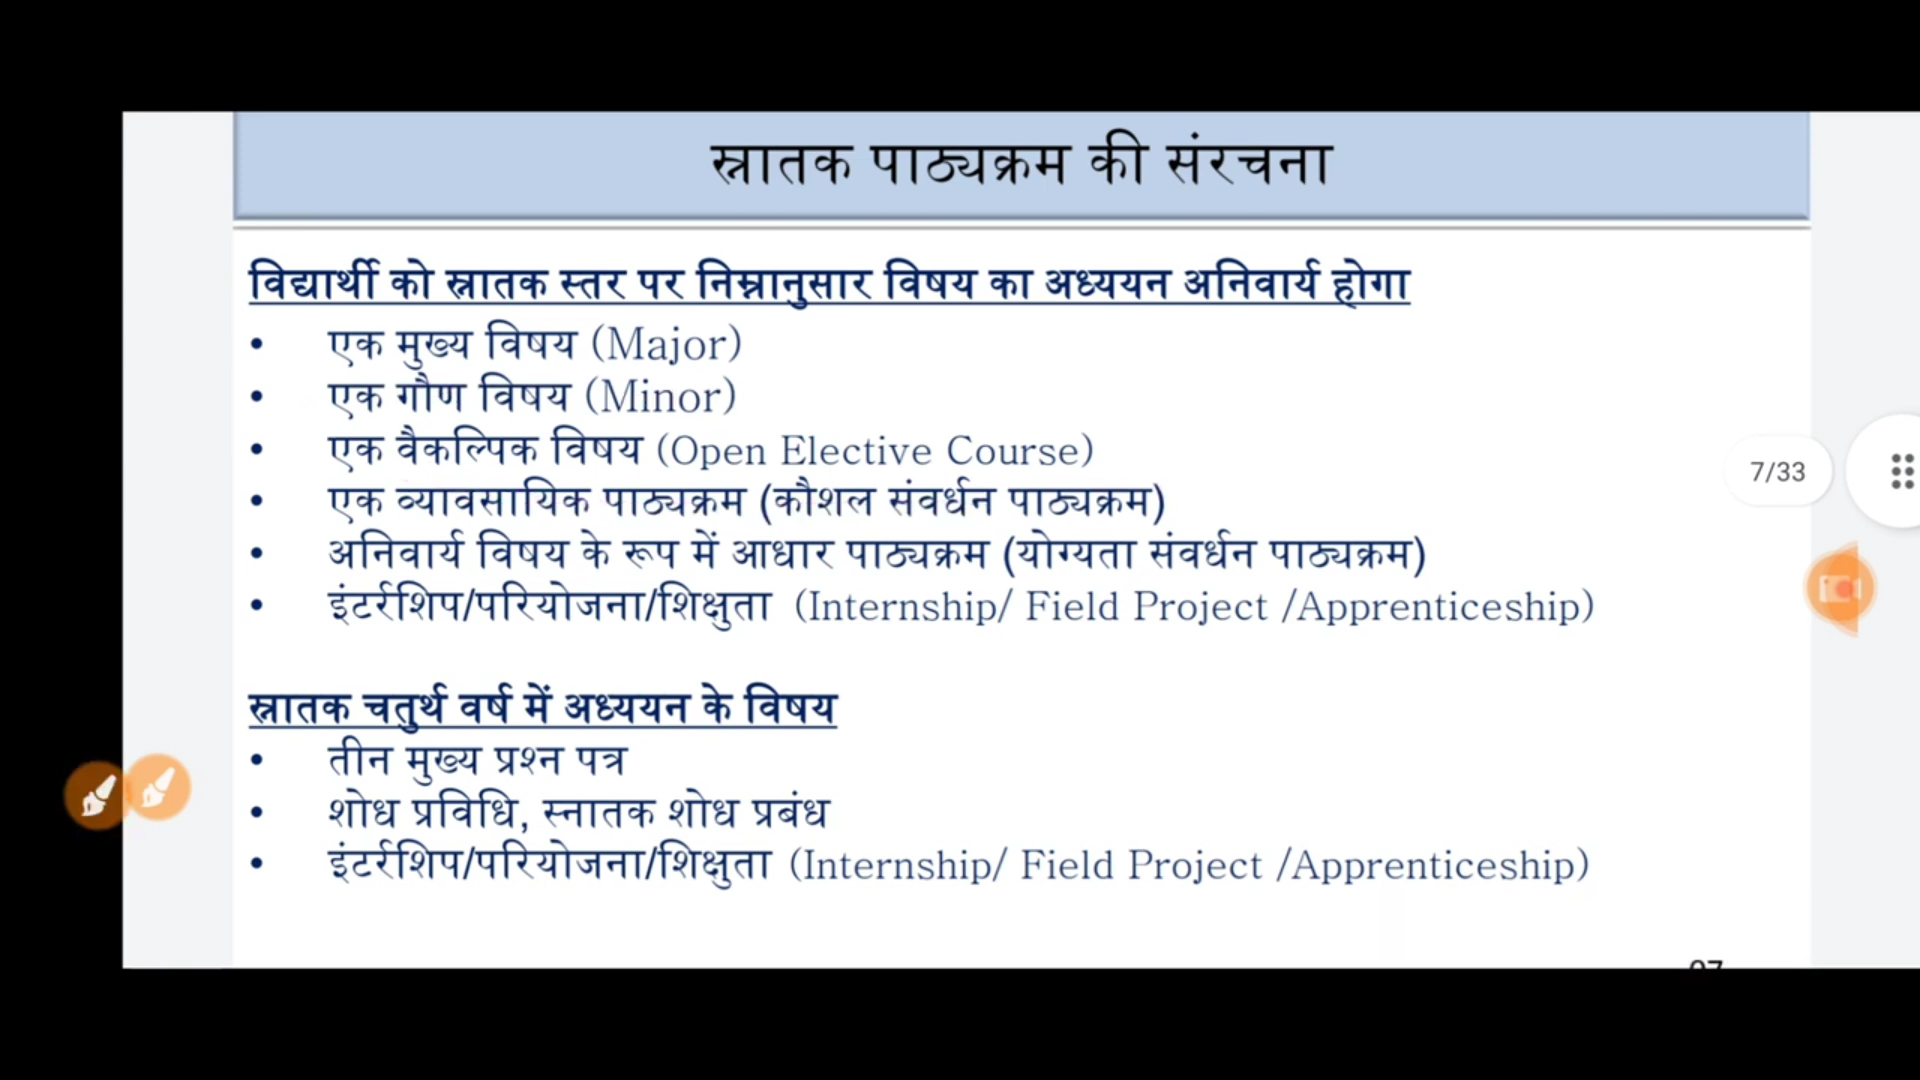 स्नातक पाठ्यक्रम की संरचना
विद्यार्थी को स्नातक स्तर पर निम्नानुसार विषय का अध्ययन अनिवार्य होगा
• एक मुख्य विषय (Major)
• एक गौण विषय (Minor)
• एक वैकल्पिक विषय (Open Elective Course)
• एक व्यावसायिक पाठ्यक्रम (कौशल संवर्धन पाठ्यक्रम)
• अनिवार्य विषय के रूप में आधार पाठ्यक्रम (योग्यता संवर्धन पाठ्यक्रम)
• इंटर्रशिप/परियोजना/शिक्षुता (Internship/ Field Project /Apprenticeship)
7/33
स्नातक चतुर्थ वर्ष में अध्ययन के विषय
• तीन मुख्य प्रश्न पत्र
• शोध प्रविधि, स्नातक शोध प्रबंध
• इंटर्रशिप/परियोजना/शिक्षुता (Internship/ Field Project /Apprenticeship)